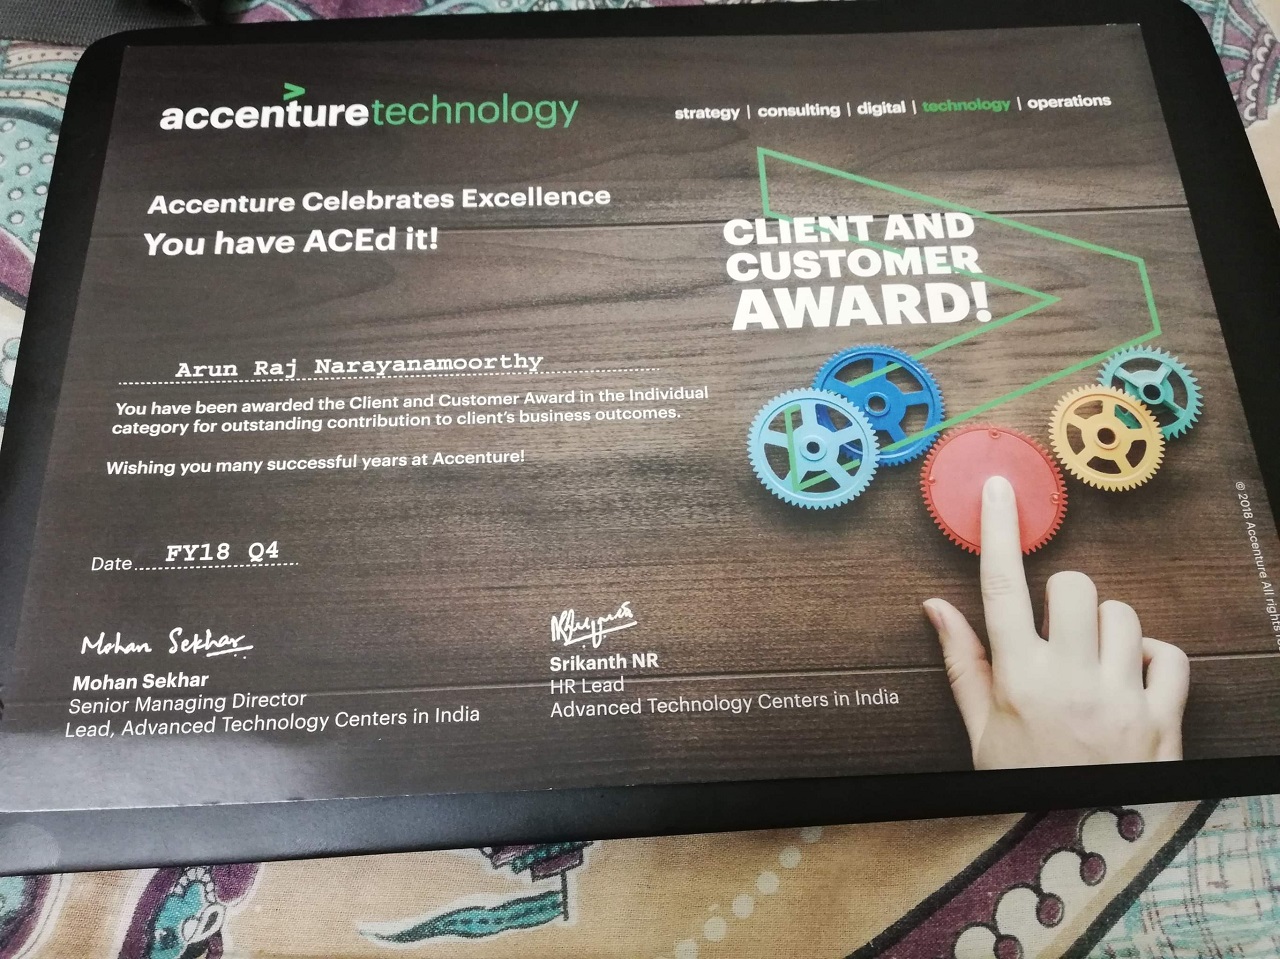 accenturetechnology
strategy | consulting | digital | technology | operations
Accenture Celebrates Excellence
You have ACEd it!
CLIENT AND
CUSTOMER
AWARD!
Arun Raj Narayanamoorthy
You have been awarded the Client and Customer Award in the Individual
category for outstanding contribution to client's business outcomes.
Wishing you many successful years at Accenture!
Date FY18 Q4
Mohan Sekhar
Mohan Sekhar
Senior Managing Director
Lead, Advanced Technology Centers in India
Srikanth NR
HR Lead
Advanced Technology Centers in India
© 2018 Accenture All rights